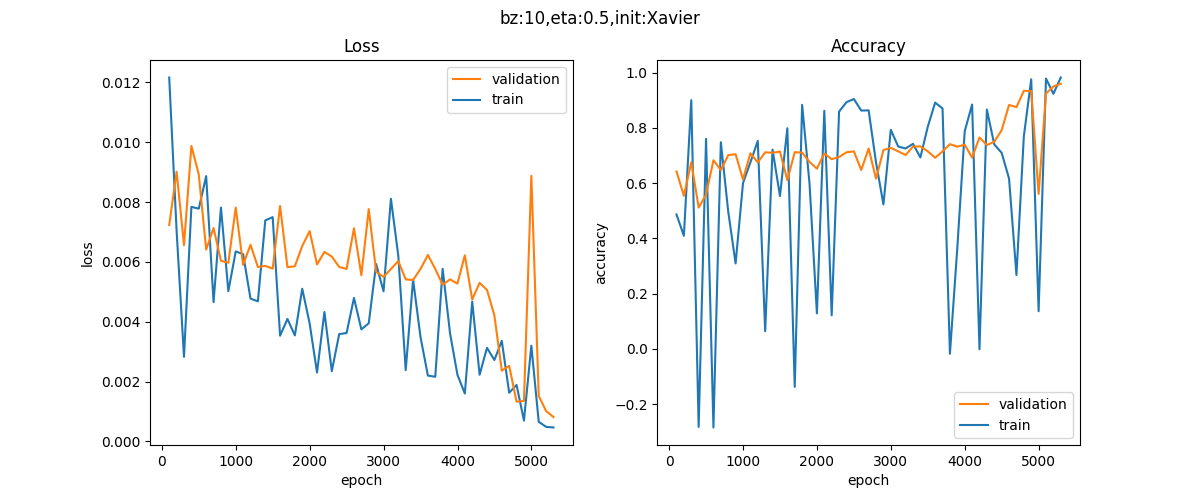 bz:10,eta:0.5,init:Xavier
Loss
validation
train
0.012
0.010
0.008
0.006
0.004
0.002
0.000
loss
0
1000
2000
3000
4000
5000
epoch
Accuracy
1.0
0.8
0.6
0.4
0.2
0.0
−0.2
accuracy
validation
train
0
1000
2000
3000
4000
5000
epoch